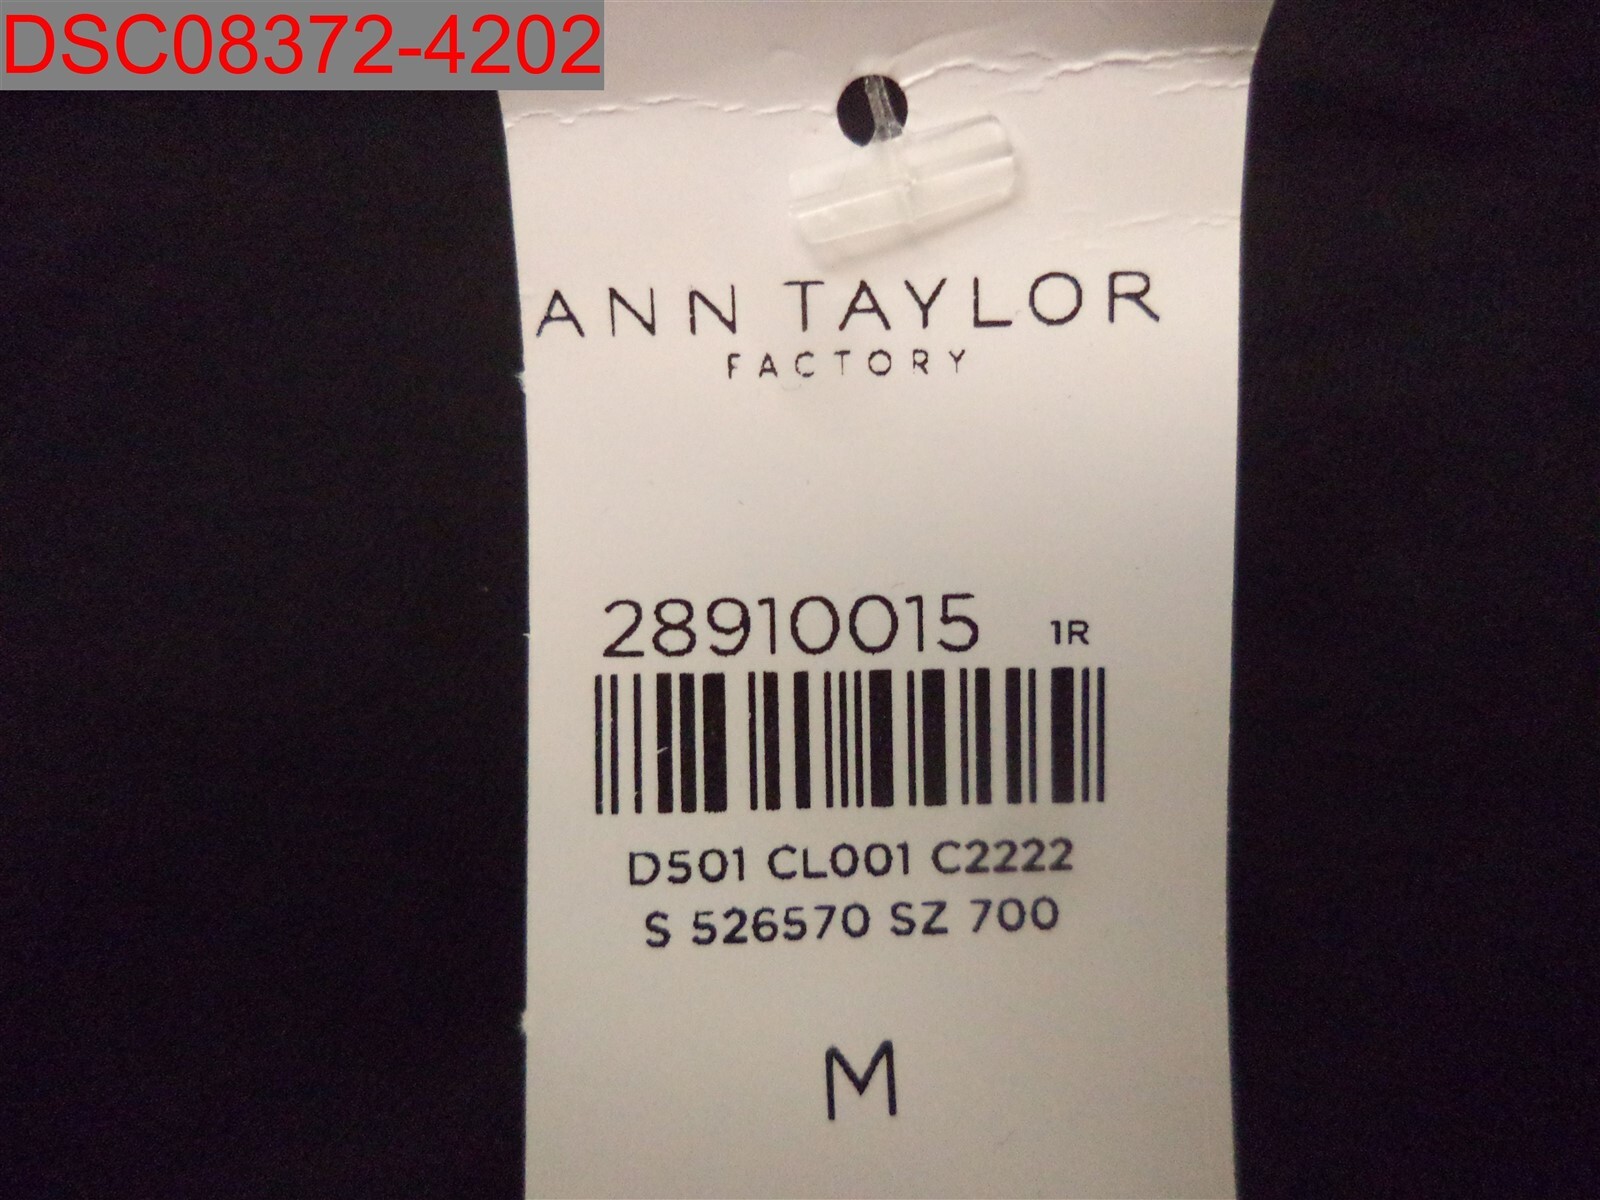 DSC08372-4202
ANN TAYLOR
FACTORY
28910015 1R
D501 CL001 C2222
S 526570 SZ 700
M